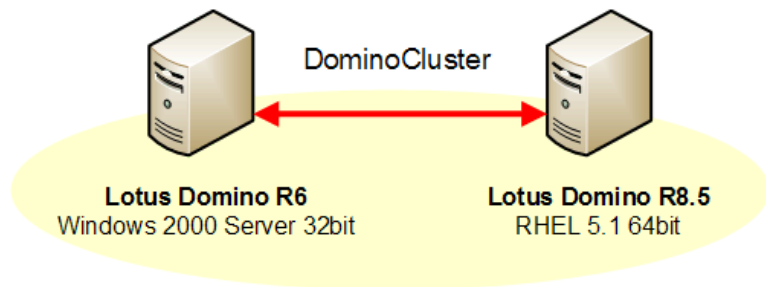 DominoCluster
Lotus Domino R6
Windows 2000 Server 32bit
Lotus Domino R8.5
RHEL 5.1 64bit